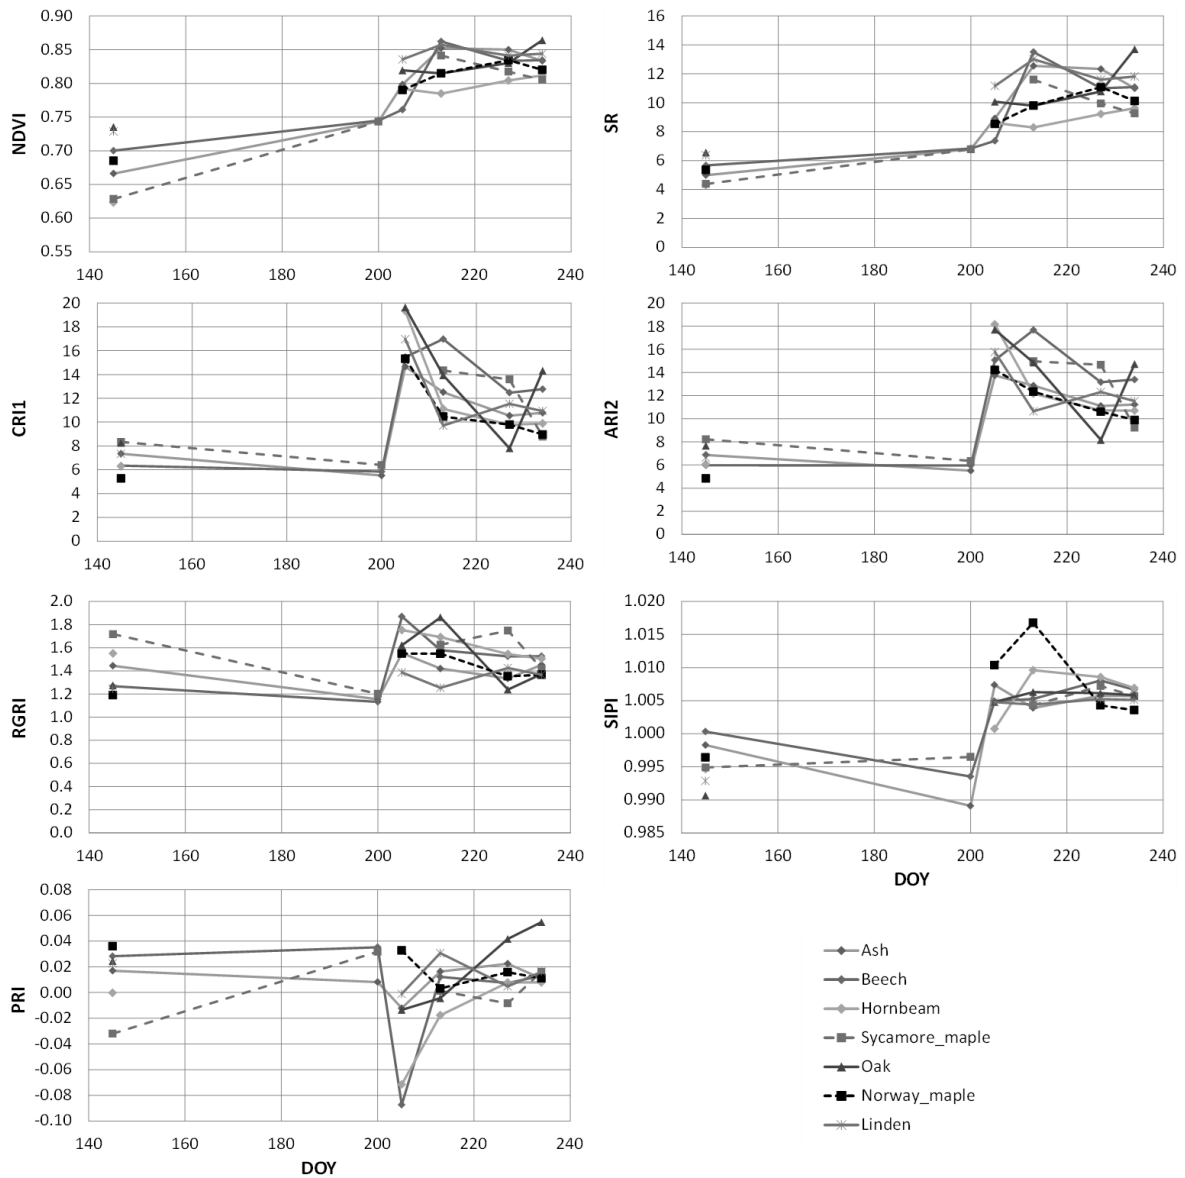 NDVI
0.90
0.85
0.80
0.75
0.70
0.65
0.60
0.55
140 160 180 200 220 240
SR
16
14
12
10
8
6
4
2
0
140 160 180 200 220 240
CRI1
20
18
16
14
12
10
8
6
4
2
0
140 160 180 200 220 240
ARI2
20
18
16
14
12
10
8
6
4
2
0
140 160 180 200 220 240
RGRI
2.0
1.8
1.6
1.4
1.2
1.0
0.8
0.6
0.4
0.2
0.0
140 160 180 200 220 240
SIPI
1.020
1.015
1.010
1.005
1.000
0.995
0.990
0.985
140 160 180 200 220 240
DOY
PRI
0.08
0.06
0.04
0.02
0.00
-0.02
-0.04
-0.06
-0.08
-0.10
140 160 180 200 220 240
DOY
Ash
Beech
Hornbeam
Sycamore_maple
Oak
Norway_maple
Linden